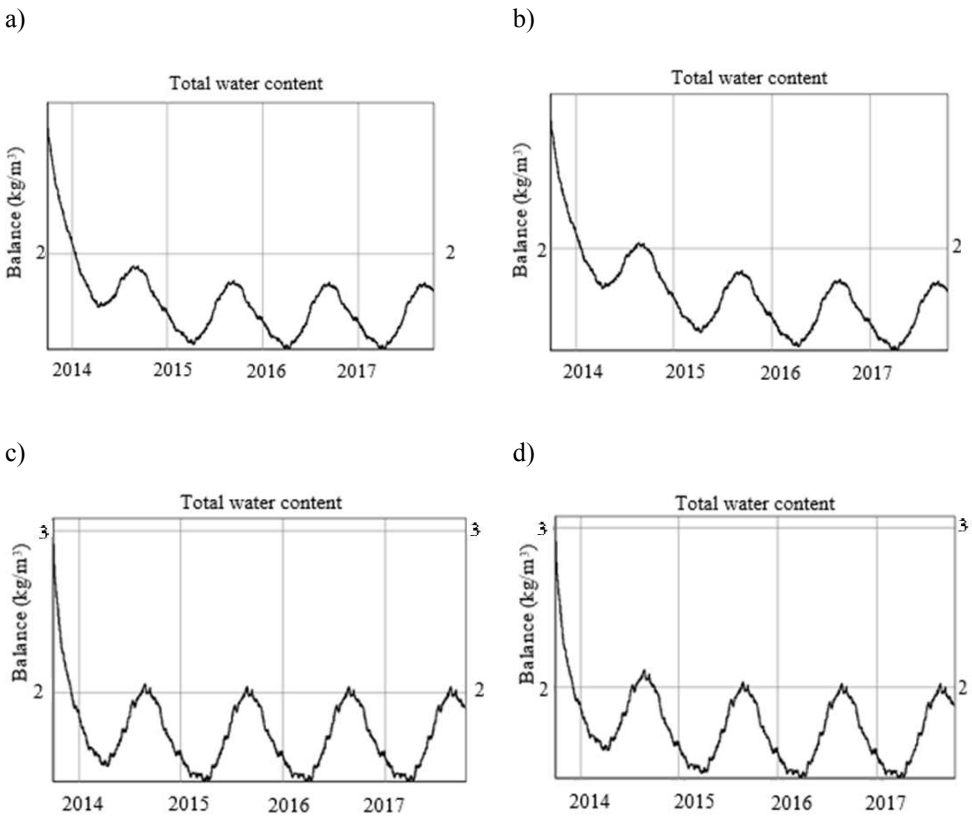 a)
Total water content
Balance (kg/m³)
2
2
2014 2015 2016 2017
b)
Total water content
Balance (kg/m³)
2
2
2014 2015 2016 2017
c)
Total water content
Balance (kg/m³)
3
3
2
2
2014 2015 2016 2017
d)
Total water content
Balance (kg/m³)
3
3
2
2
2014 2015 2016 2017